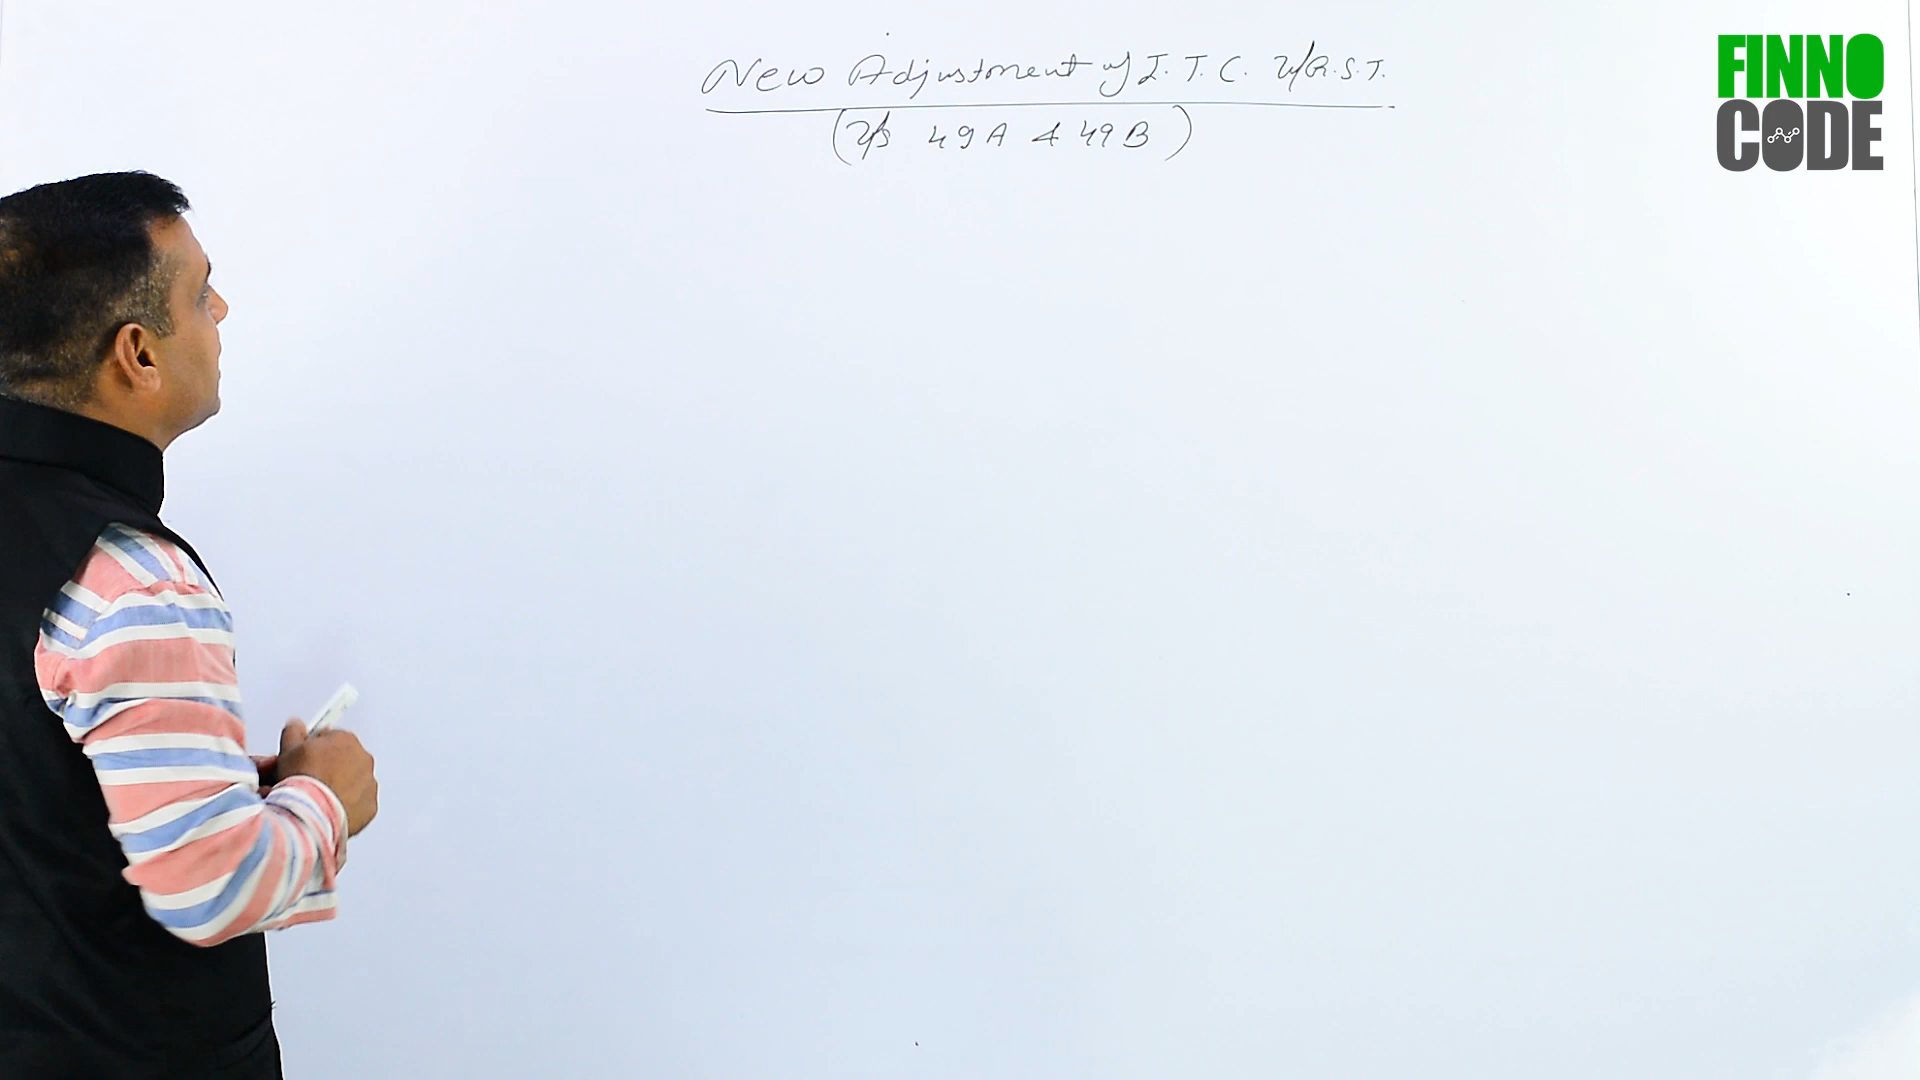 New Adjustment of I.T.C. U/G.S.T.
(U/S 49A & 49B)
FINNO
CODE